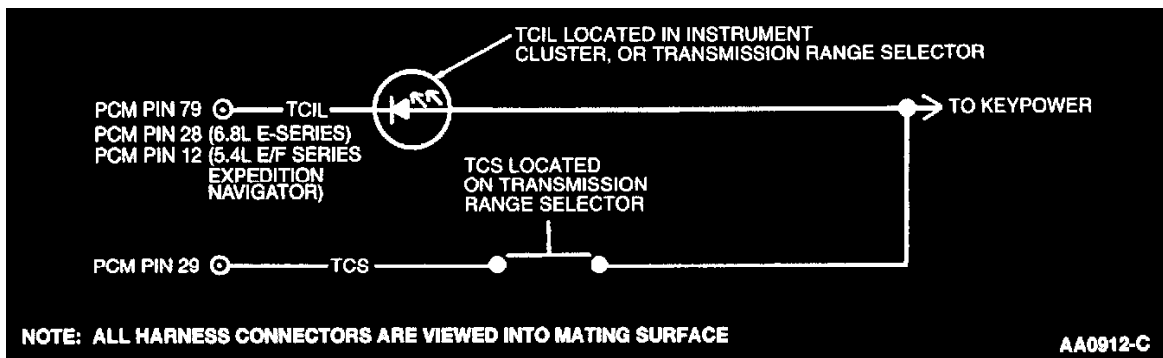 TCIL LOCATED IN INSTRUMENT
CLUSTER, OR TRANSMISSION RANGE SELECTOR
PCM PIN 79
TCIL
TO KEYPOWER
PCM PIN 28 (6.8L E-SERIES)
PCM PIN 12 (5.4L E/F SERIES
EXPEDITION
NAVIGATOR)
TCS LOCATED
ON TRANSMISSION
RANGE SELECTOR
PCM PIN 29
TCS
NOTE: ALL HARNESS CONNECTORS ARE VIEWED INTO MATING SURFACE
AA0912-C